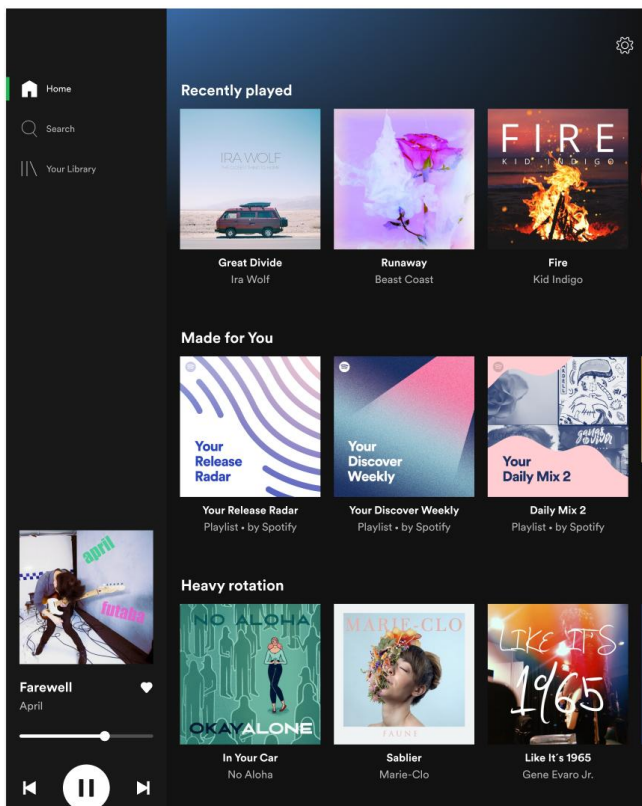 Home
Search
Your Library
Recently played
IRA WOLF
Great Divide
Ira Wolf
Runaway
Beast Coast
FIRE
KID INDIGO
Fire
Kid Indigo
Made for You
Your
Release
Radar
Your Release Radar
Playlist • by Spotify
Your
Discover
Weekly
Your Discover Weekly
Playlist • by Spotify
Your
Daily Mix 2
Daily Mix 2
Playlist • by Spotify
Heavy rotation
NO ALOHA
OKAYALONE
In Your Car
No Aloha
MARIE-CLO
FAUNE
Sablier
Marie-Clo
LIKE IT'S
1965
Like It´s 1965
Gene Evaro Jr.
april
futaba
Farewell
April